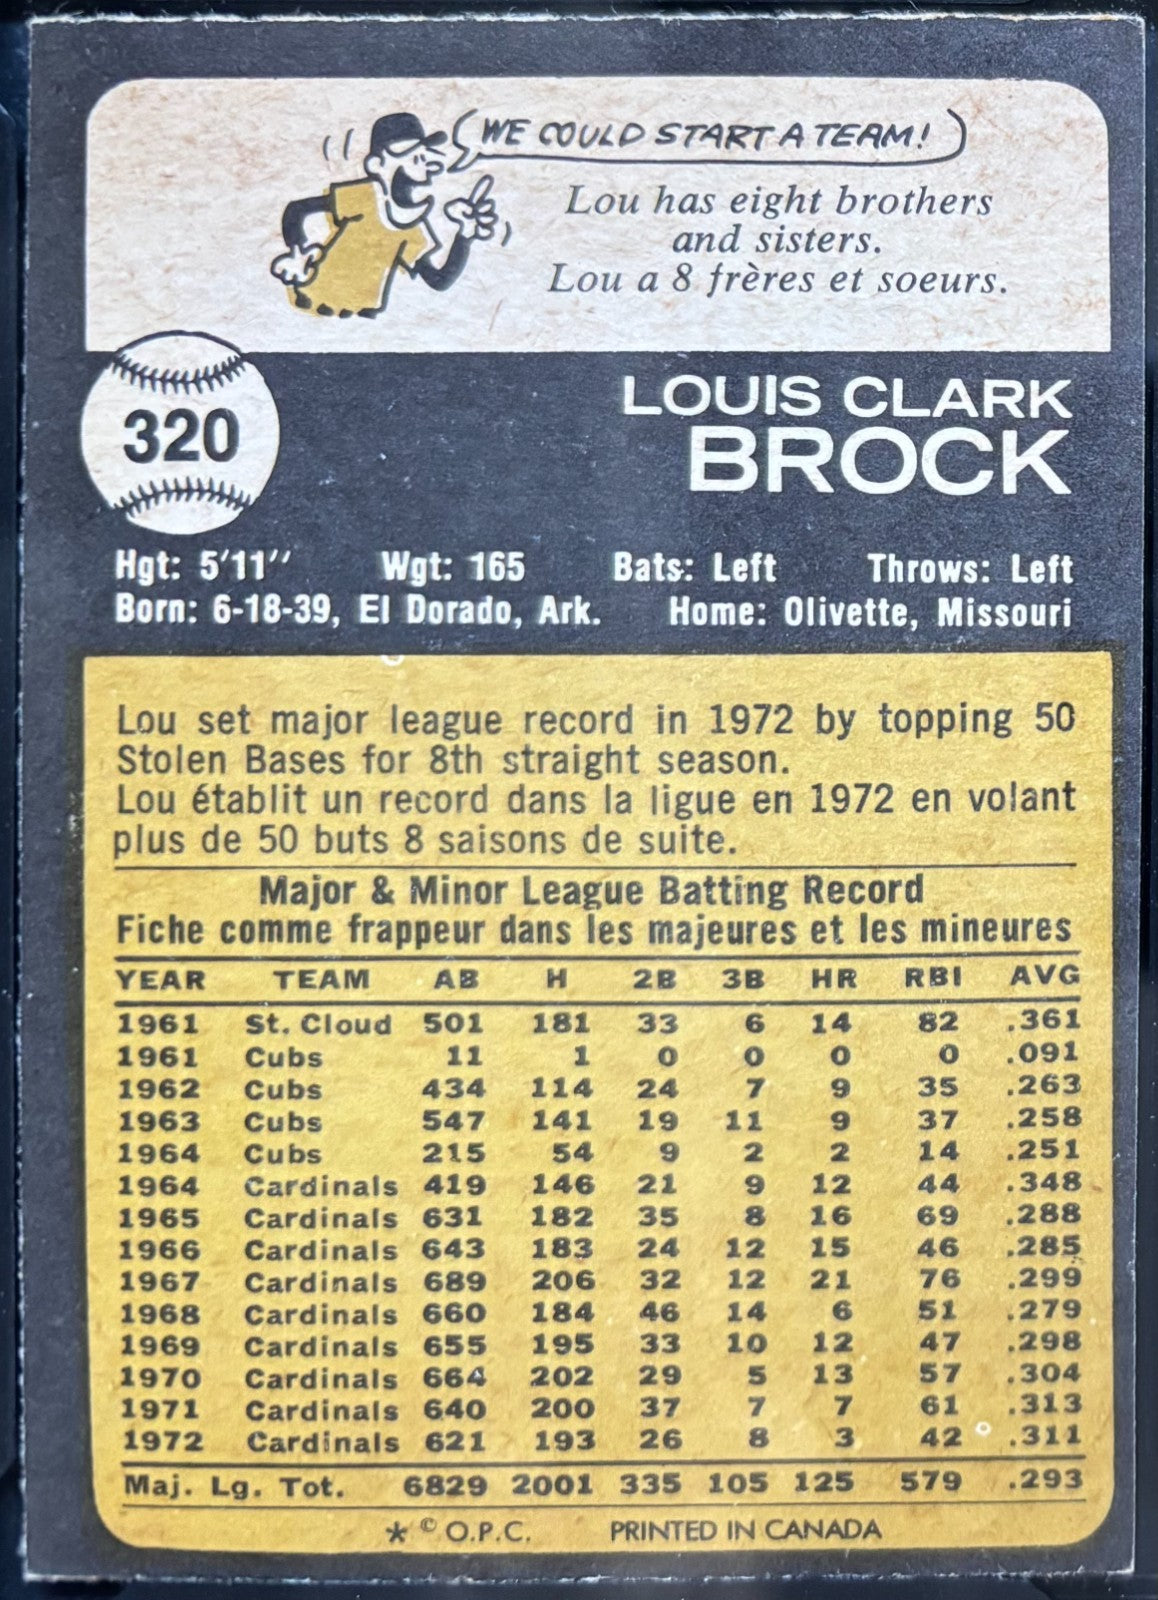 WE COULD START A TEAM!
Lou has eight brothers
and sisters.
Lou a 8 frères et soeurs.
320
LOUIS CLARK
BROCK
Hgt: 5'11'' Wgt: 165 Bats: Left Throws: Left
Born: 6-18-39, El Dorado, Ark. Home: Olivette, Missouri
Lou set major league record in 1972 by topping 50
Stolen Bases for 8th straight season.
Lou établit un record dans la ligue en 1972 en volant
plus de 50 buts 8 saisons de suite.
Major & Minor League Batting Record
Fiche comme frappeur dans les majeures et les mineures
YEAR TEAM AB H 2B 3B HR RBI AVG
1961 St. Cloud 501 181 33 6 14 82 .361
1961 Cubs 11 1 0 0 0 0 .091
1962 Cubs 434 114 24 7 9 35 .263
1963 Cubs 547 141 19 11 9 37 .258
1964 Cubs 215 54 9 2 2 14 .251
1964 Cardinals 419 146 21 9 12 44 .348
1965 Cardinals 631 182 35 8 16 69 .288
1966 Cardinals 643 183 24 12 15 46 .285
1967 Cardinals 689 206 32 12 21 76 .299
1968 Cardinals 660 184 46 14 6 51 .279
1969 Cardinals 655 195 33 10 12 47 .298
1970 Cardinals 664 202 29 5 13 57 .304
1971 Cardinals 640 200 37 7 7 61 .313
1972 Cardinals 621 193 26 8 3 42 .311
Maj. Lg. Tot. 6829 2001 335 105 125 579 .293
* © O.P.C. PRINTED IN CANADA